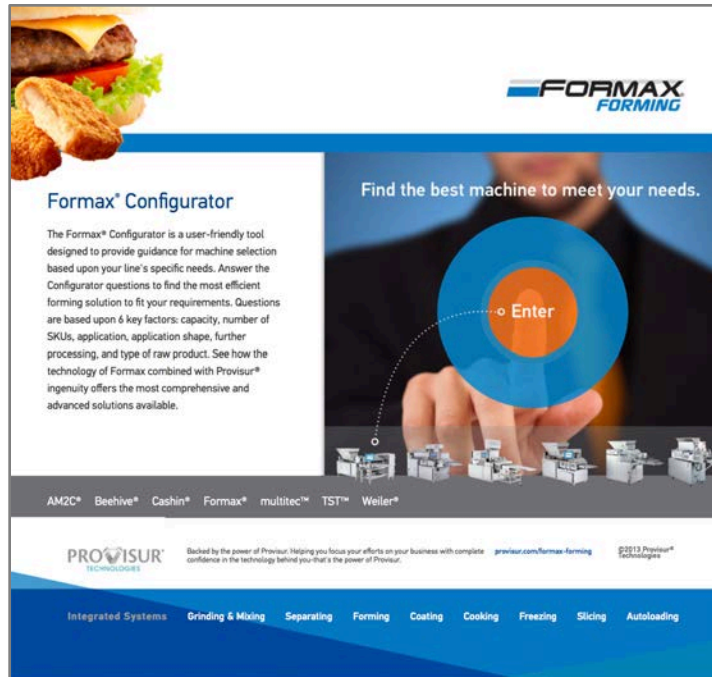 FORMAX®
FORMING
Formax® Configurator
The Formax® Configurator is a user-friendly tool
designed to provide guidance for machine selection
based upon your line's specific needs. Answer the
Configurator questions to find the most efficient
forming solution to fit your requirements. Questions
are based upon 6 key factors: capacity, number of
SKUs, application, application shape, further
processing, and type of raw product. See how the
technology of Formax combined with Provisur®
ingenuity offers the most comprehensive and
advanced solutions available.
Find the best machine to meet your needs.
Enter
AM2C® Beehive® Cashin® Formax® multitec™ TST™ Weiler®
PROVISUR®
TECHNOLOGIES
Backed by the power of Provisur. Helping you focus your efforts on your business with complete
confidence in the technology behind you-that's the power of Provisur.
provisur.com/formax-forming
©2013 Provisur®
Technologies
Integrated Systems Grinding & Mixing Separating Forming Coating Cooking Freezing Slicing Autoloading